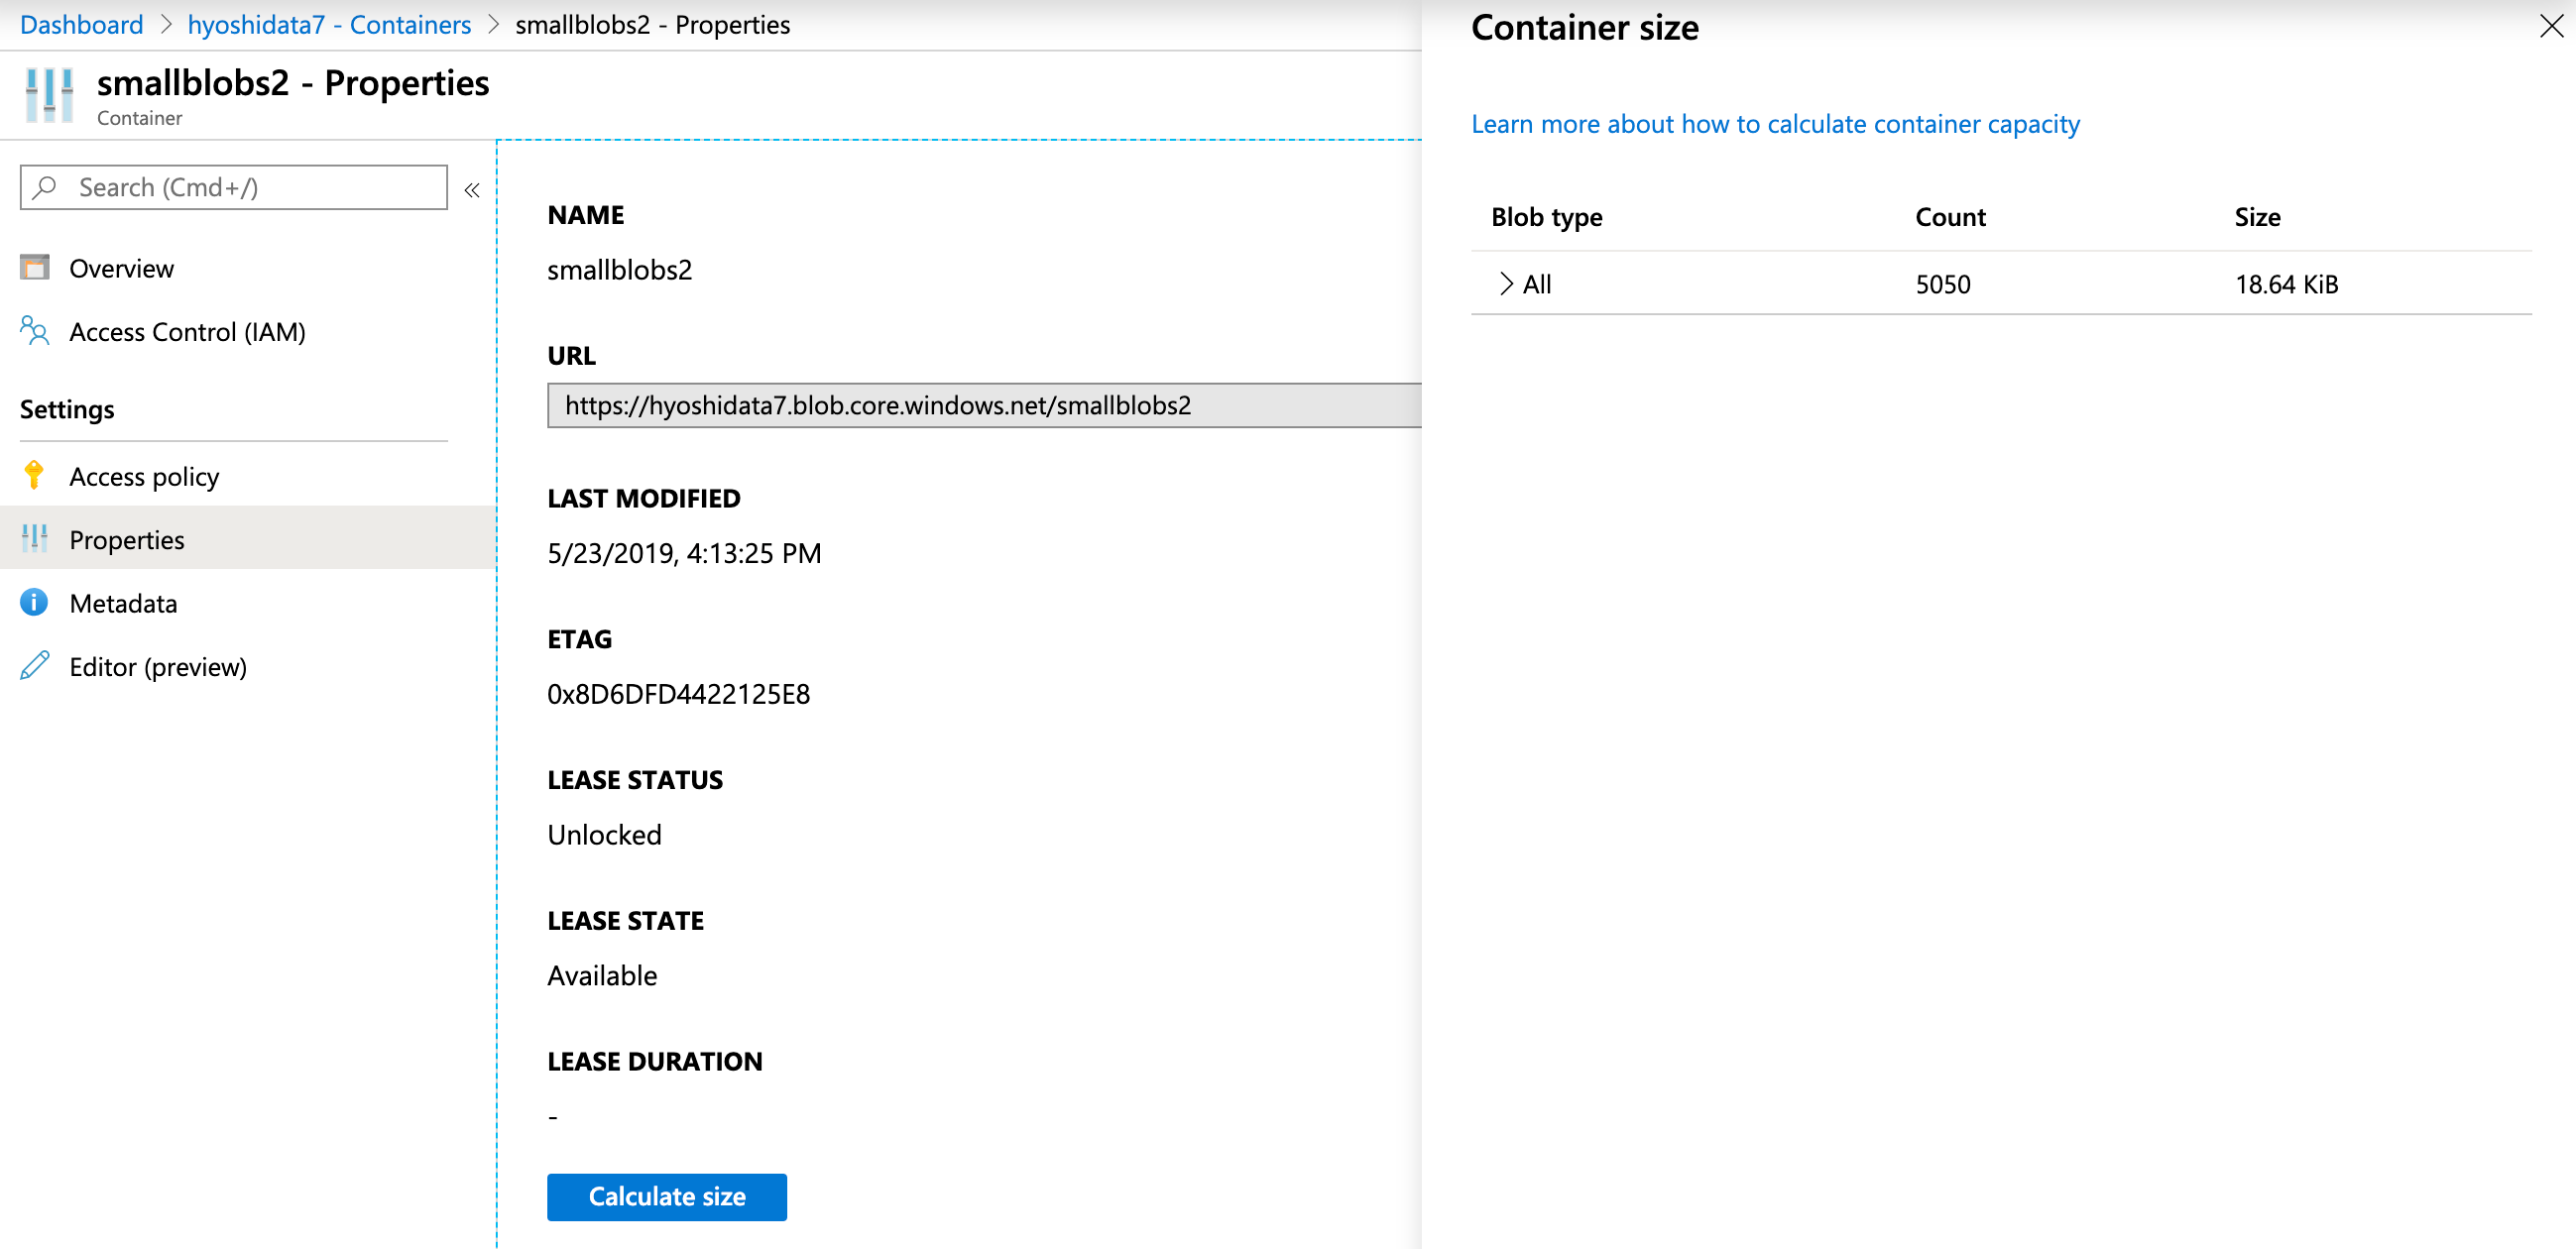 Dashboard > hyoshidata7 - Containers > smallblobs2 - Properties
smallblobs2 - Properties
Container
Search (Cmd+/)
«
Overview
Access Control (IAM)
Settings
Access policy
Properties
Metadata
Editor (preview)
NAME
smallblobs2
URL
https://hyoshidata7.blob.core.windows.net/smallblobs2
LAST MODIFIED
5/23/2019, 4:13:25 PM
ETAG
0x8D6DFD4422125E8
LEASE STATUS
Unlocked
LEASE STATE
Available
LEASE DURATION
-
Calculate size
Container size
Learn more about how to calculate container capacity
Blob type Count Size
All 5050 18.64 KiB